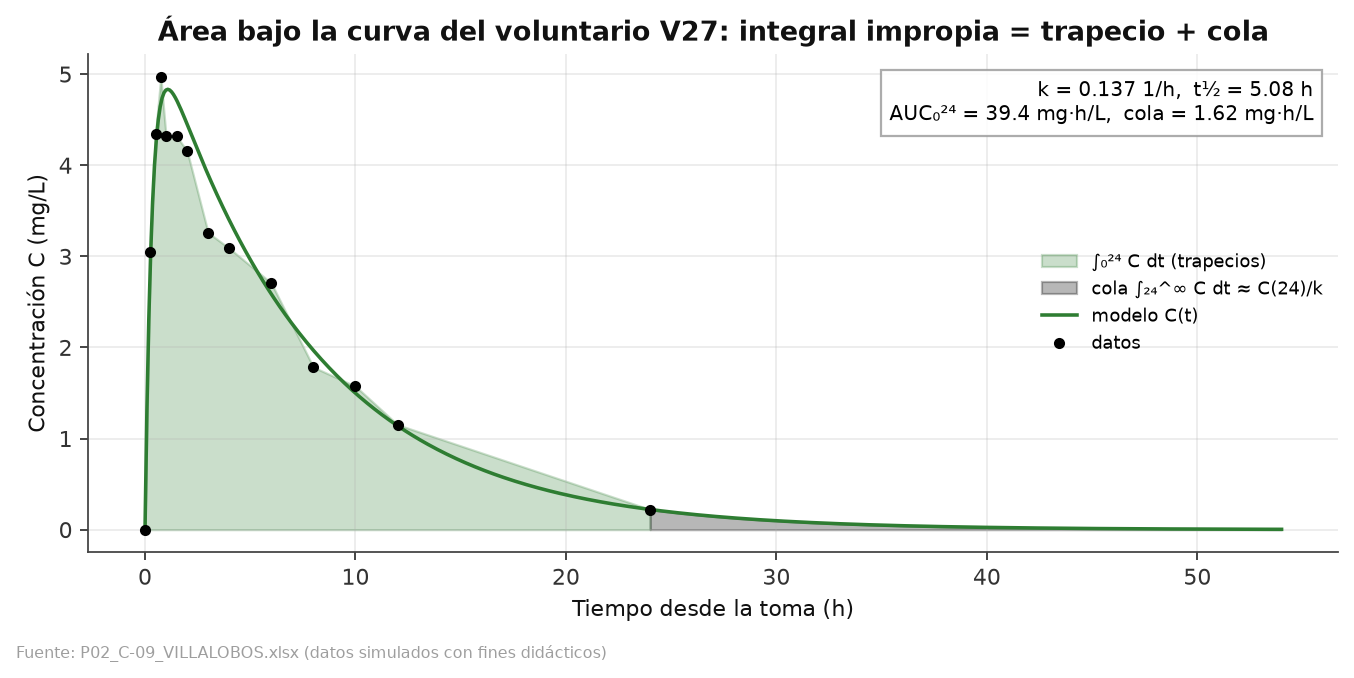 Área bajo la curva del voluntario V27: integral impropia = trapecio + cola
k = 0.137 1/h, t½ = 5.08 h
AUC₀²⁴ = 39.4 mg·h/L, cola = 1.62 mg·h/L
∫₀²⁴ C dt (trapecios)
cola ∫₂₄^∞ C dt ≈ C(24)/k
modelo C(t)
datos
Concentración C (mg/L)
5
4
3
2
1
0
0 10 20 30 40 50
Tiempo desde la toma (h)
Fuente: P02_C-09_VILLALOBOS.xlsx (datos simulados con fines didácticos)